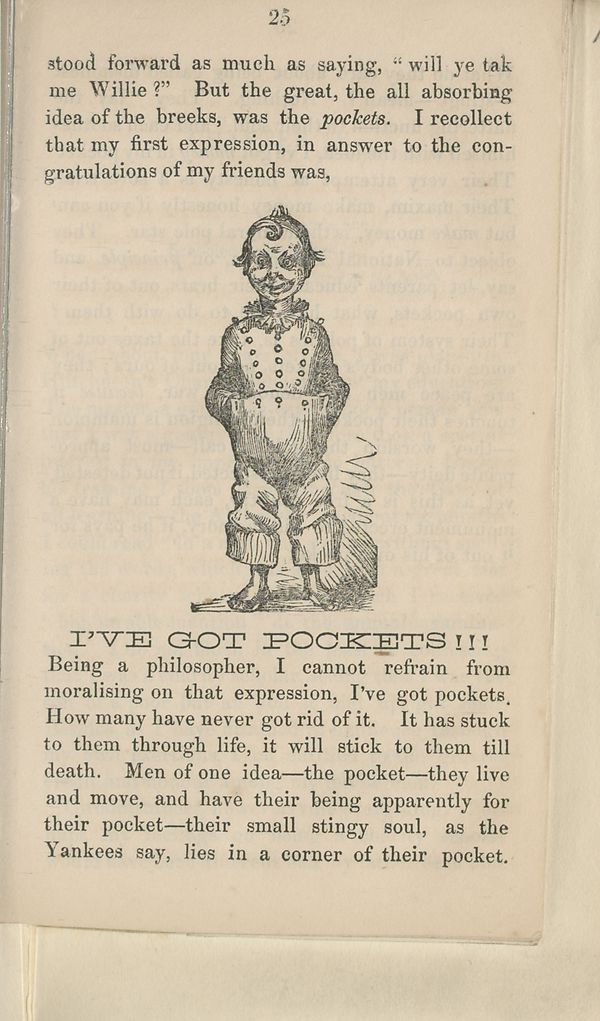 25
stood forward as much as saying, “ will ye tak
me Willie ?” But the great, the all absorbing
idea of the breeks, was the pockets. I recollect
that my first expression, in answer to the con-
gratulations of my friends was,
I’VE GOT POCKETS !!!
Being a philosopher, I cannot refrain from
moralising on that expression, I’ve got pockets.
How many have never got rid of it. It has stuck
to them through life, it will stick to them till
death. Men of one idea—the pocket—they live
and move, and have their being apparently for
their pocket—their small stingy soul, as the
Yankees say, lies in a corner of their pocket.